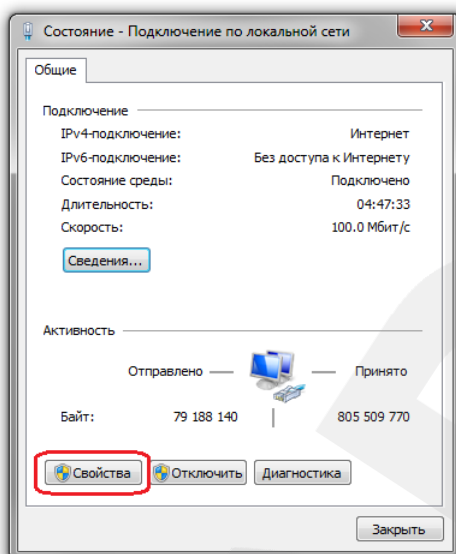 Состояние - Подключение по локальной сети
Общие
Подключение
IPv4-подключение: Интернет
IPv6-подключение: Без доступа к Интернету
Состояние среды: Подключено
Длительность: 04:47:33
Скорость: 100.0 Мбит/с
Сведения...
Активность
Отправлено — — Принято
Байт: 79 188 140 | 805 509 770
Свойства Отключить Диагностика
Закрыть